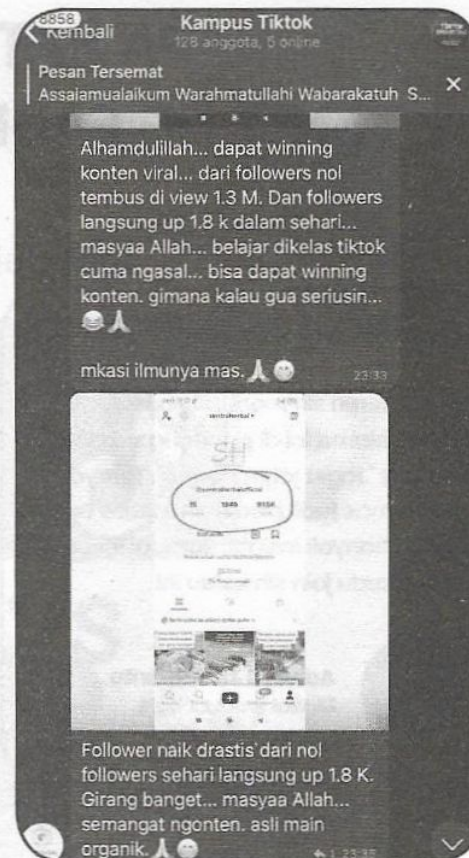 8858
Kembali
Kampus Tiktok
128 anggota, 5 online
Pesan Tersemat
Assalamualaikum Warahmatullahi Wabarakatuh S...
Alhamdulillah... dapat winning
konten viral... dari followers nol
tembus di view 1.3 M. Dan followers
langsung up 1.8 k dalam sehari...
masyaa Allah... belajar dikelas tiktok
cuma ngasal... bisa dapat winning
konten. gimana kalau gua seriusin...
😂🙏
mkasi ilmunya mas.🙏😁
23:33
SH
Follower naik drastis dari nol
followers sehari langsung up 1.8 K.
Girang banget... masyaa Allah...
semangat ngonten. asli main
organik.🙏😁
1 23:35